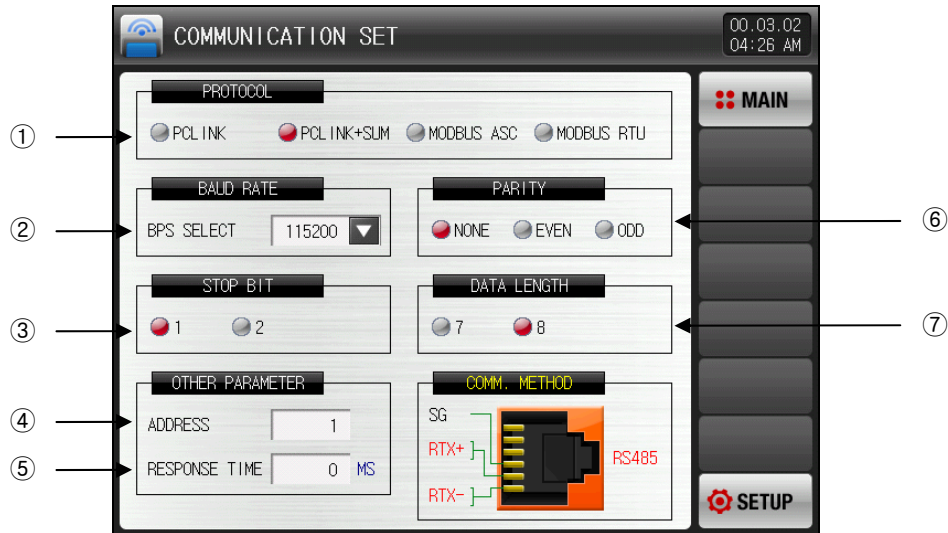 COMMUNICATION SET
00.03.02
04:26 AM
PROTOCOL
① PCLINK PCLINK+SUM MODBUS ASC MODBUS RTU
MAIN
BAUD RATE
② BPS SELECT 115200
PARITY
NONE EVEN ODD ⑥
STOP BIT
③ 1 2
DATA LENGTH
7 8 ⑦
OTHER PARAMETER
④ ADDRESS 1
⑤ RESPONSE TIME 0 MS
COMM. METHOD
SG
RTX+
RS485
RTX-
SETUP